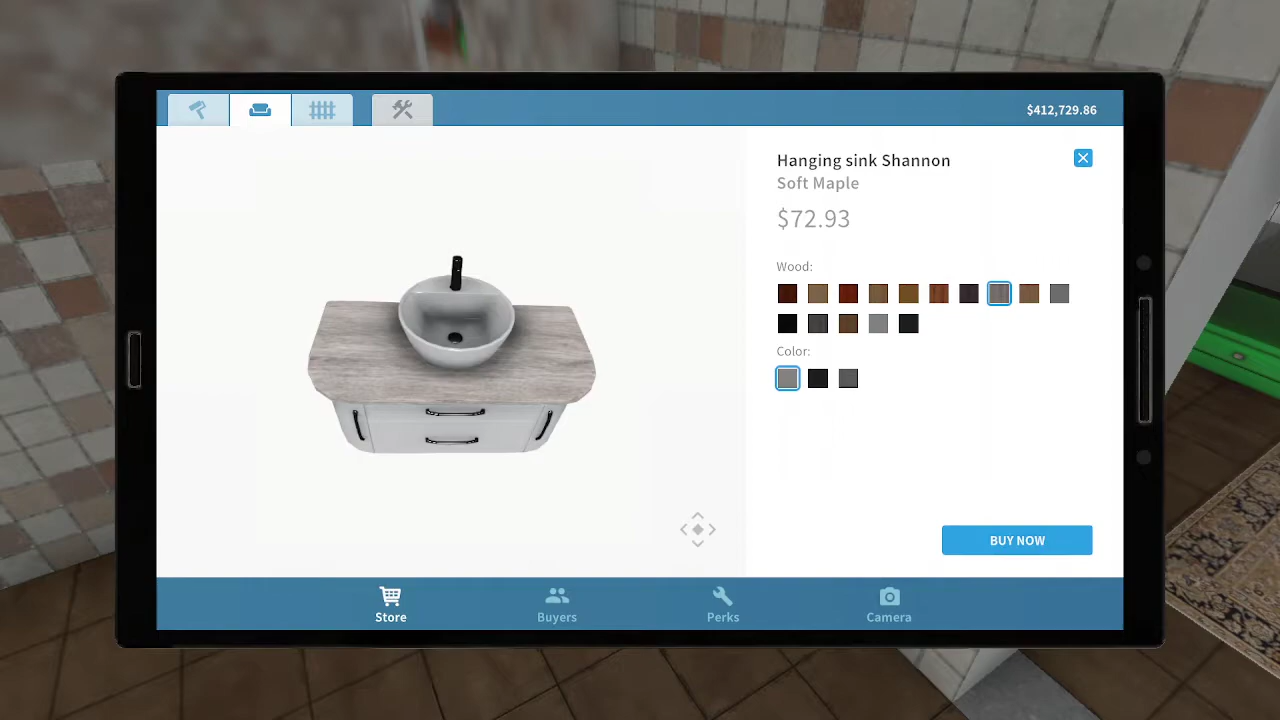 $412,729.86
Hanging sink Shannon
Soft Maple
$72.93
Wood:
Color:
BUY NOW
Store
Buyers
Perks
Camera